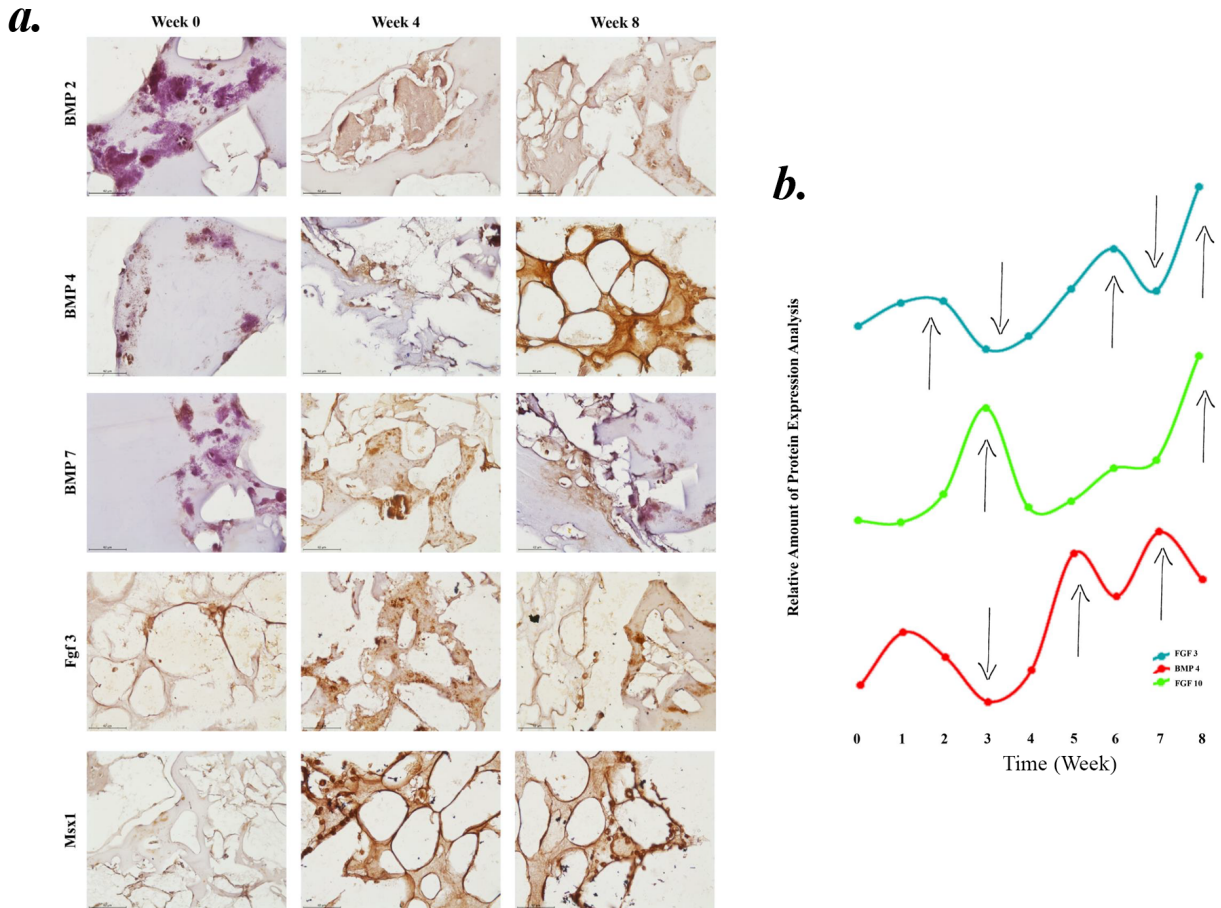 a.
Week 0
Week 4
Week 8
BMP 2
BMP 4
BMP 7
Fgf 3
Msx1
b.
Relative Amount of Protein Expression Analysis
FGF 3
BMP 4
FGF 10
0 1 2 3 4 5 6 7 8
Time (Week)